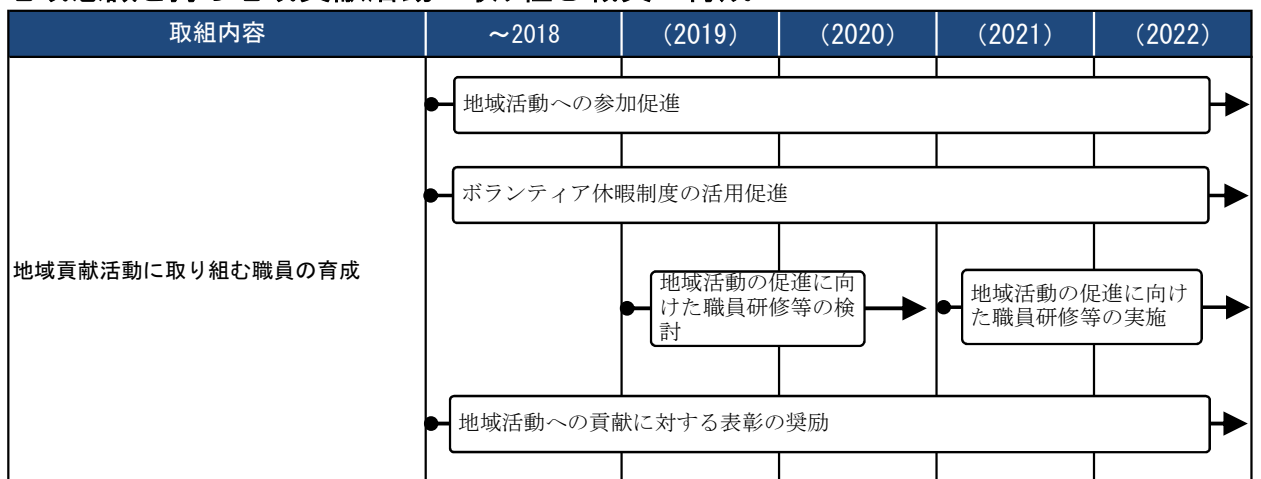 取組内容 ～2018 （2019） （2020） （2021） （2022）
地域活動への参加促進
ボランティア休暇制度の活用促進
地域貢献活動に取り組む職員の育成
地域活動の促進に向
けた職員研修等の検
討
地域活動の促進に向け
た職員研修等の実施
地域活動への貢献に対する表彰の奨励